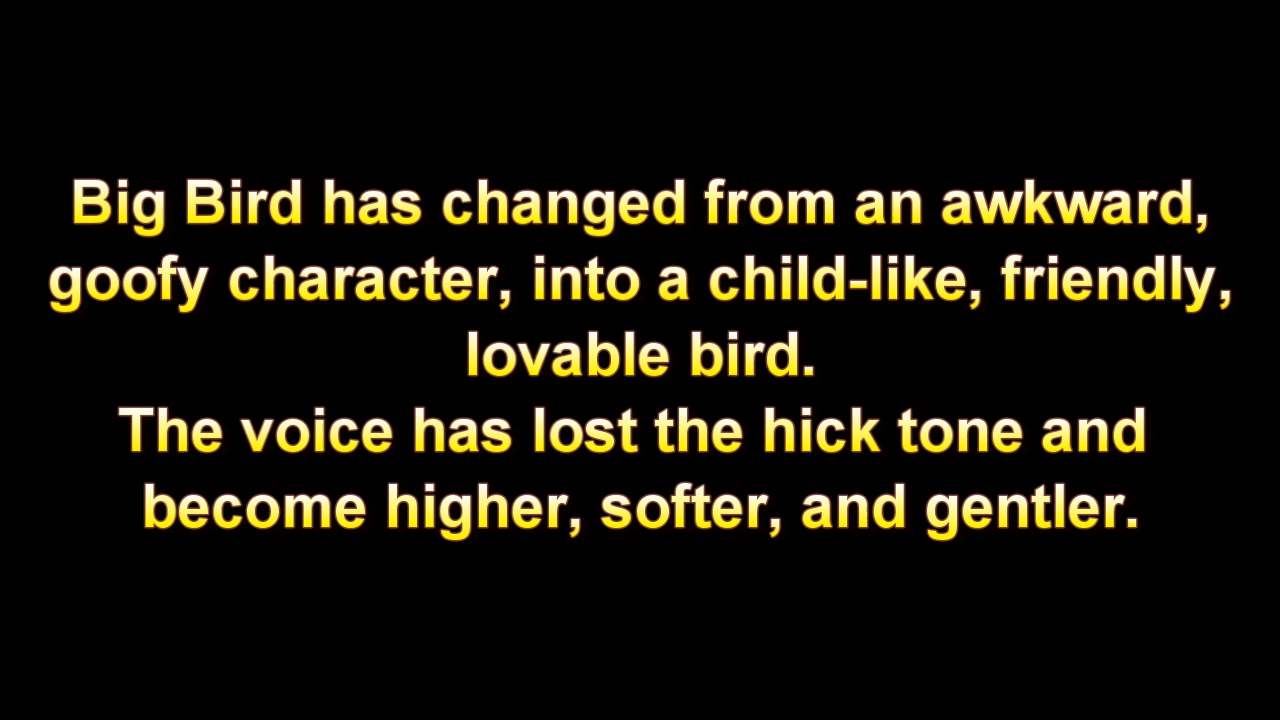 Big Bird has changed from an awkward,
goofy character, into a child-like, friendly,
lovable bird.
The voice has lost the hick tone and
become higher, softer, and gentler.